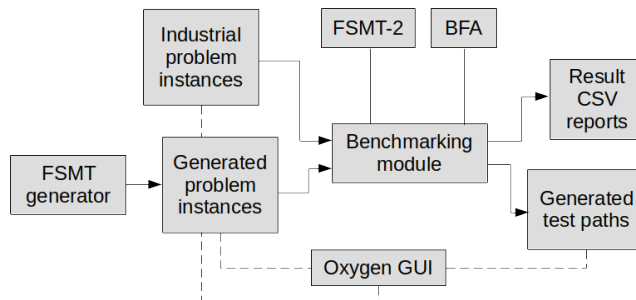 Industrial
problem
instances
FSMT-2
BFA
Result
CSV
reports
Benchmarking
module
FSMT
generator
Generated
problem
instances
Generated
test paths
Oxygen GUI